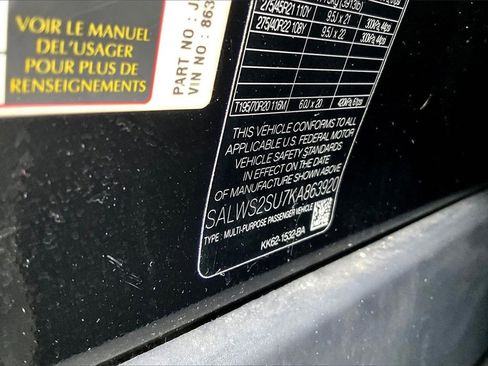 VOIR LE MANUEL
DEL'USAGER
POUR PLUS DE
RENSEIGNEMENTS
PART NO : J
VIN NO : 863
275/45R21 110Y 9.5J x 21
275/40R22 108Y 9.5J x 22
T195/70R20 116M 6.0J x 20
THIS VEHICLE CONFORMS TO ALL
APPLICABLE U.S. FEDERAL MOTOR
VEHICLE SAFETY STANDARDS
IN EFFECT ON THE DATE OF
MANUFACTURE SHOWN ABOVE
SALWS2SU7KA863920
TYPE : MULTI-PURPOSE PASSENGER VEHICLE
KK62-1532-BA